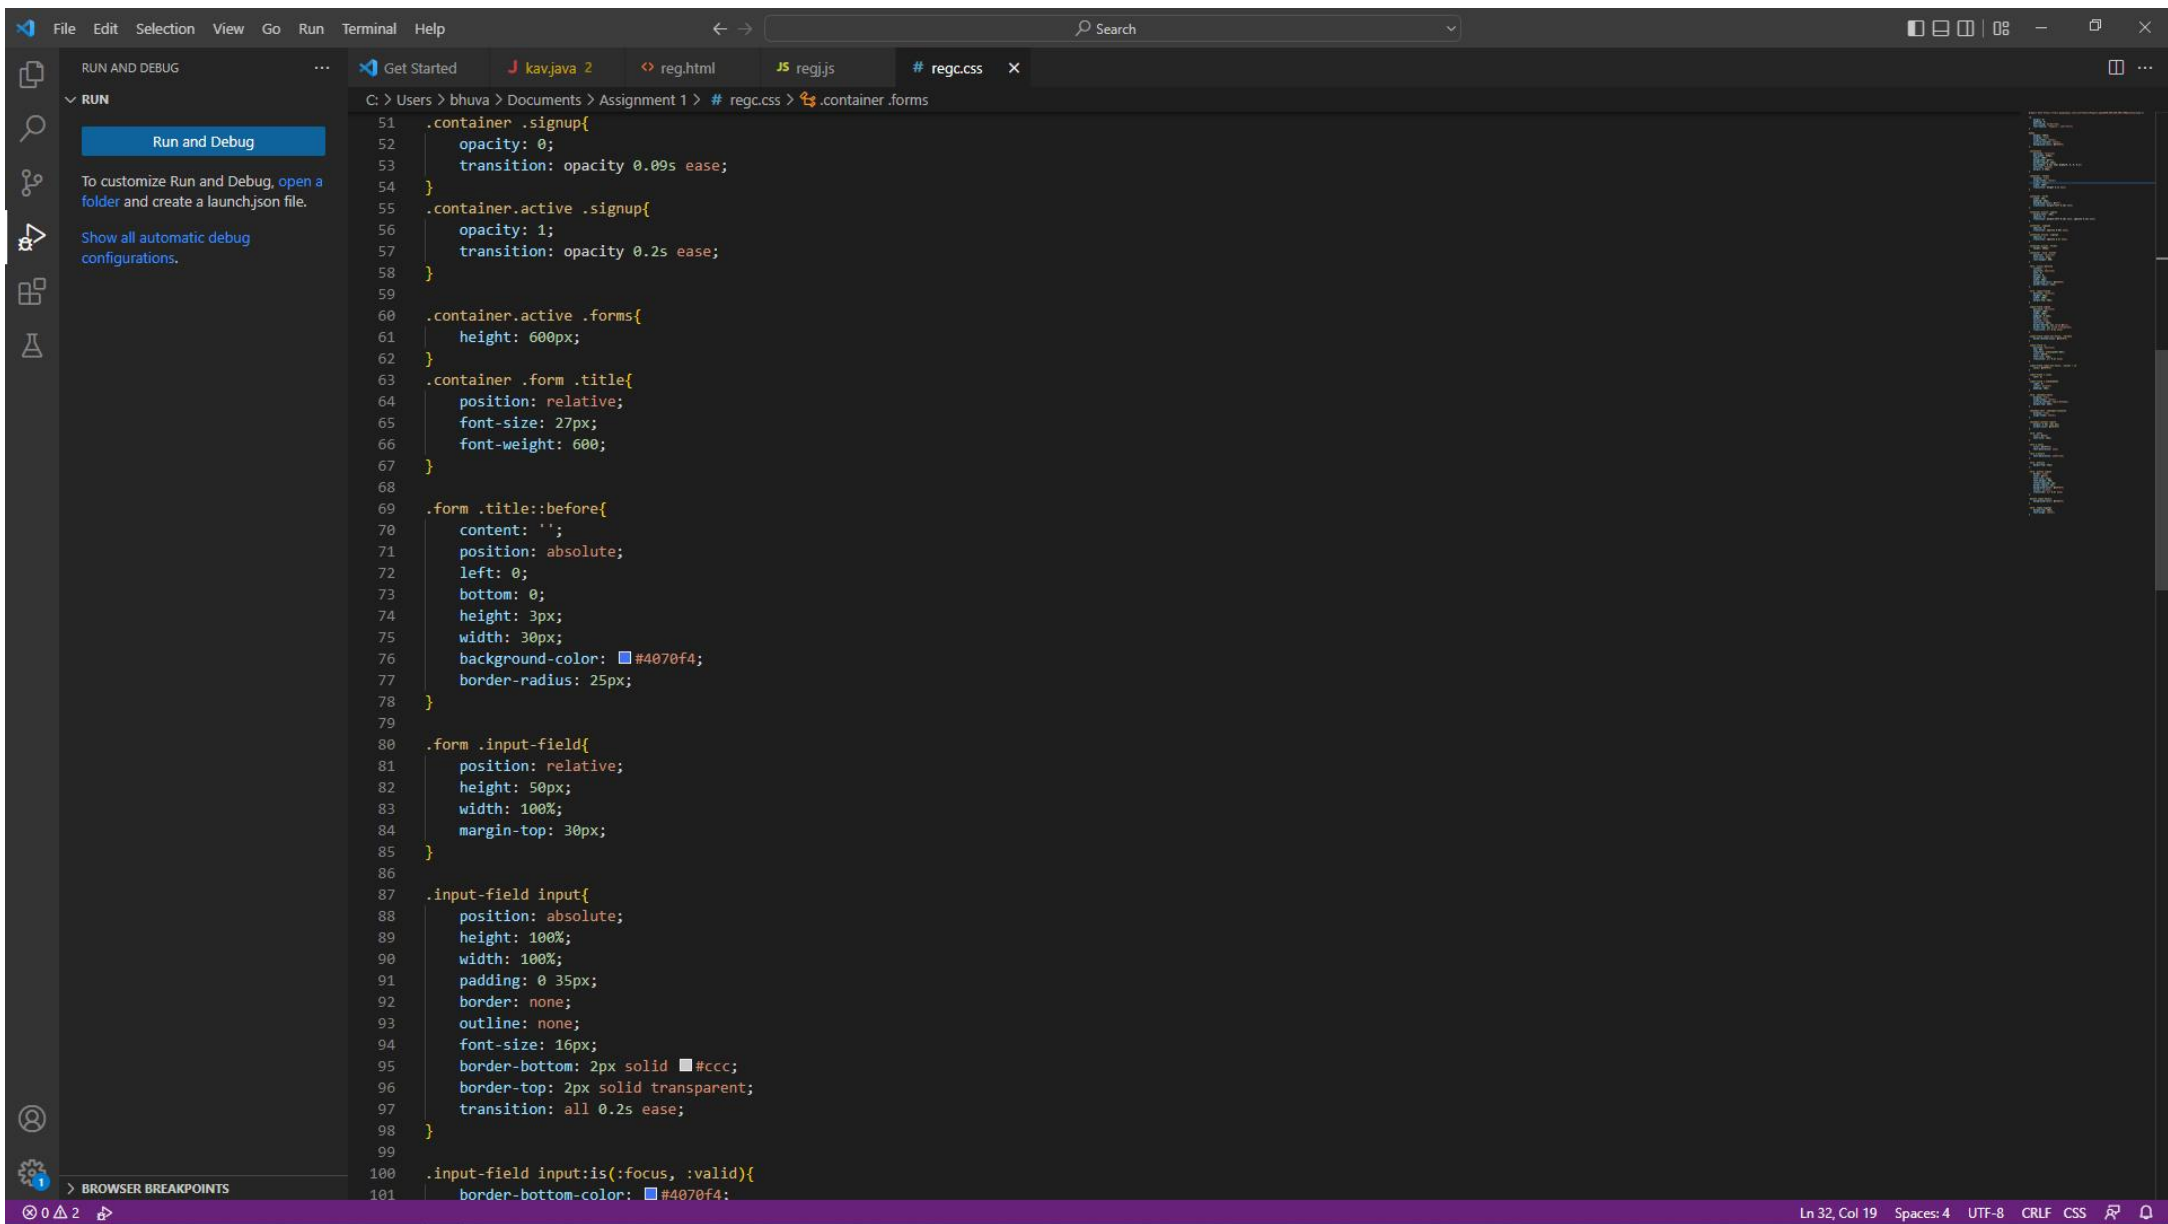 File Edit Selection View Go Run Terminal Help
Search
RUN AND DEBUG ···
RUN
Run and Debug
To customize Run and Debug, open a
folder and create a launch.json file.
Show all automatic debug
configurations.
BROWSER BREAKPOINTS
Get Started J kav.java 2 <> reg.html JS regj.js # regc.css
C: > Users > bhuva > Documents > Assignment 1 > # regc.css > .container .forms
51 .container .signup{
52 opacity: 0;
53 transition: opacity 0.09s ease;
54 }
55 .container.active .signup{
56 opacity: 1;
57 transition: opacity 0.2s ease;
58 }
59
60 .container.active .forms{
61 height: 600px;
62 }
63 .container .form .title{
64 position: relative;
65 font-size: 27px;
66 font-weight: 600;
67 }
68
69 .form .title::before{
70 content: '';
71 position: absolute;
72 left: 0;
73 bottom: 0;
74 height: 3px;
75 width: 30px;
76 background-color: #4070f4;
77 border-radius: 25px;
78 }
79
80 .form .input-field{
81 position: relative;
82 height: 50px;
83 width: 100%;
84 margin-top: 30px;
85 }
86
87 .input-field input{
88 position: absolute;
89 height: 100%;
90 width: 100%;
91 padding: 0 35px;
92 border: none;
93 outline: none;
94 font-size: 16px;
95 border-bottom: 2px solid #ccc;
96 border-top: 2px solid transparent;
97 transition: all 0.2s ease;
98 }
99
100 .input-field input:is(:focus, :valid){
101 border-bottom-color: #4070f4;
1
0 2
Ln 32, Col 19 Spaces: 4 UTF-8 CRLF CSS